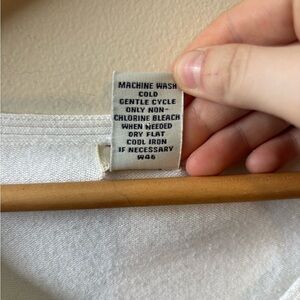 MACHINE WASH
COLD
GENTLE CYCLE
ONLY NON-
CHLORINE BLEACH
WHEN NEEDED
DRY FLAT
COOL IRON
IF NECESSARY
W46